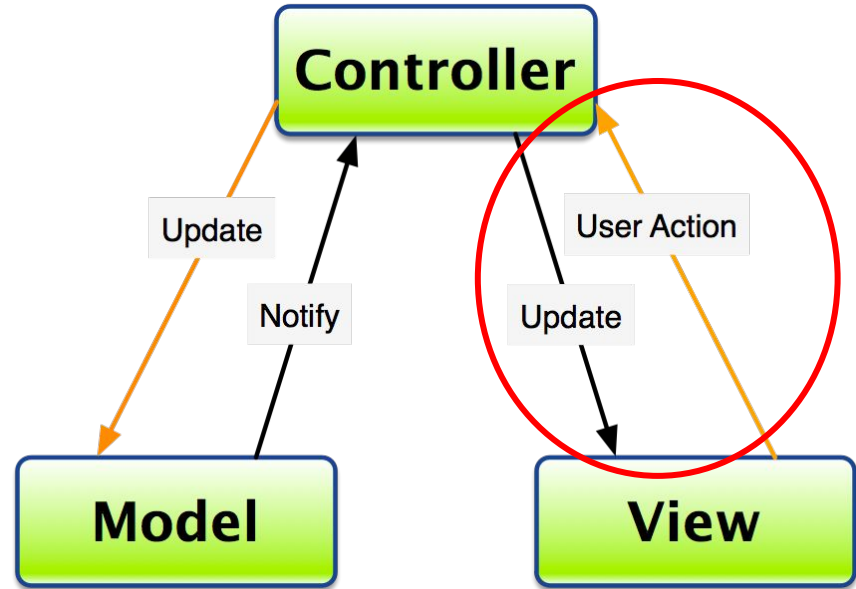 Controller
Update
User Action
Notify
Update
Model
View